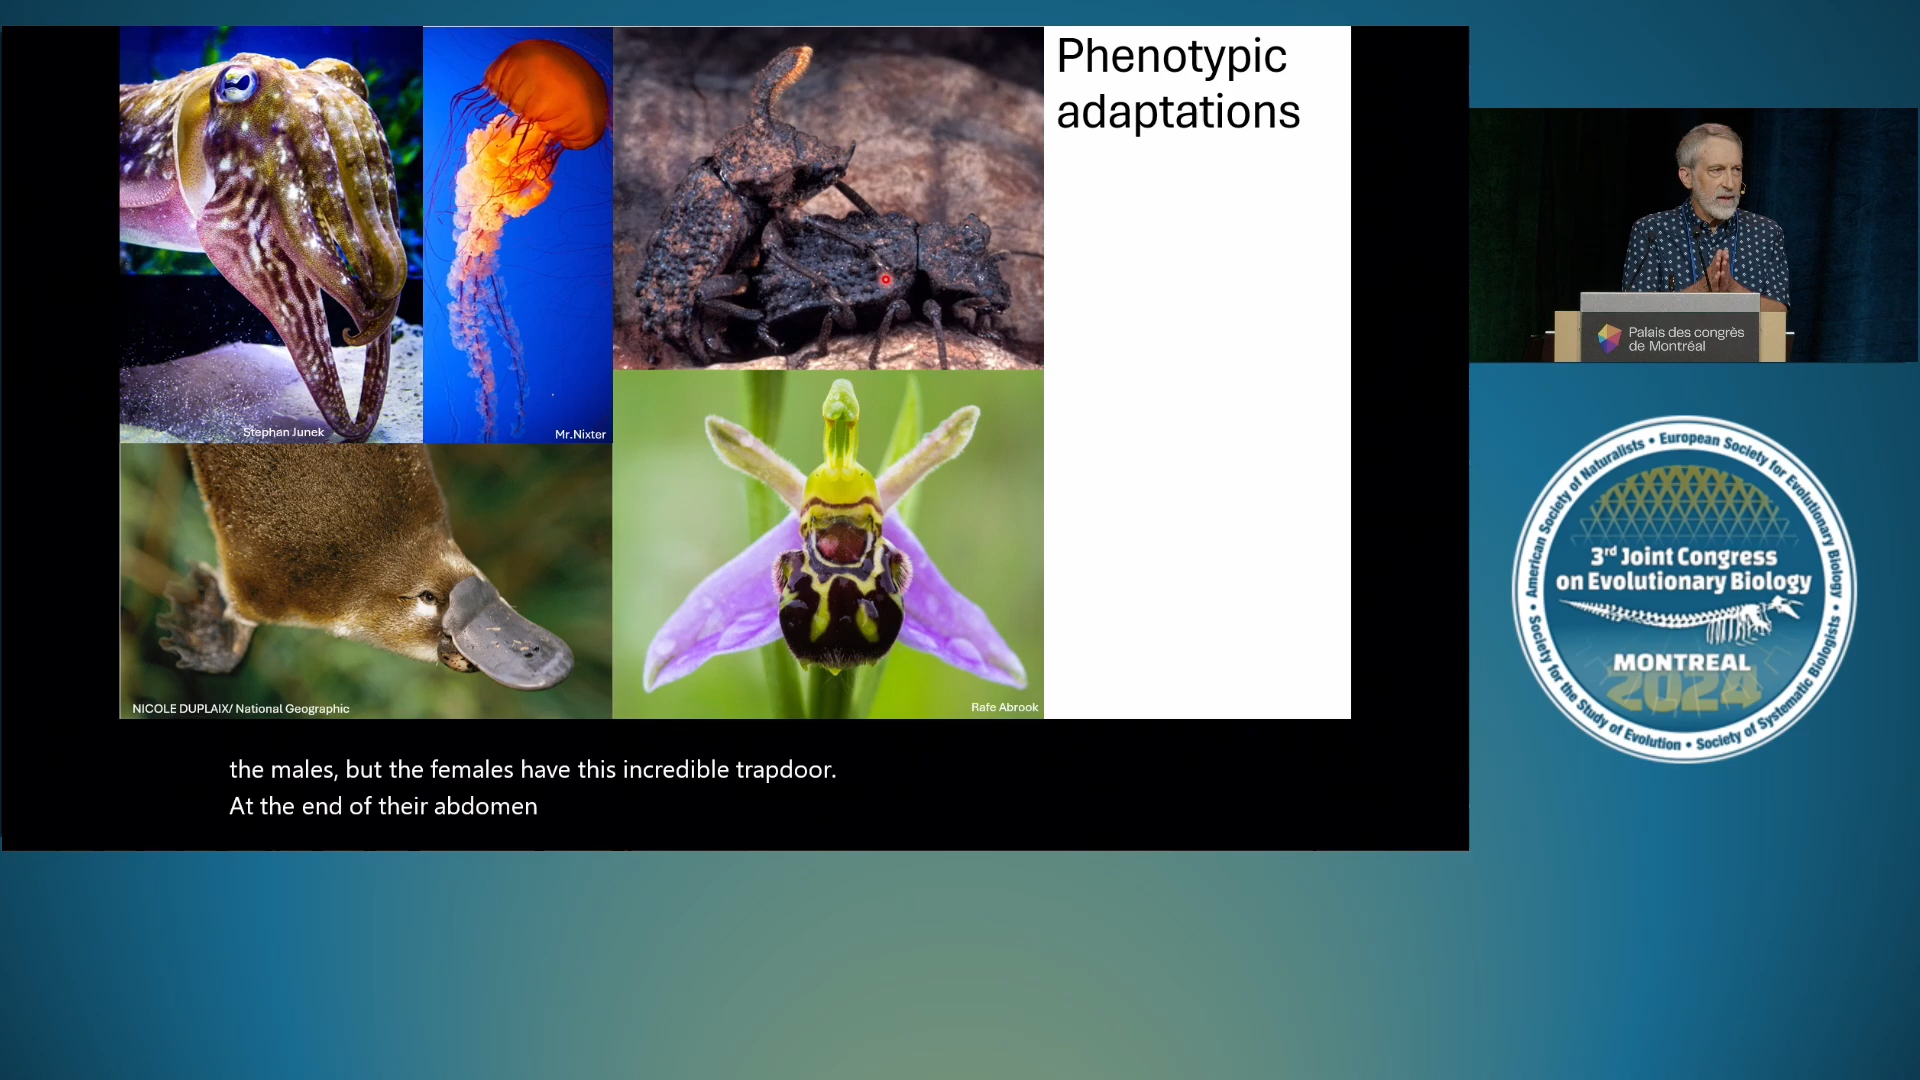 Phenotypic
adaptations
Stephan Junek
Mr.Nixter
NICOLE DUPLAIX/ National Geographic
Rafe Abrook
the males, but the females have this incredible trapdoor.
At the end of their abdomen
Palais des congrès
de Montréal
American Society of Naturalists • European Society for Evolutionary Biology • Society of Systematic Biologists • Society for the Study of Evolution •
3rd Joint Congress
on Evolutionary Biology
MONTREAL
2024